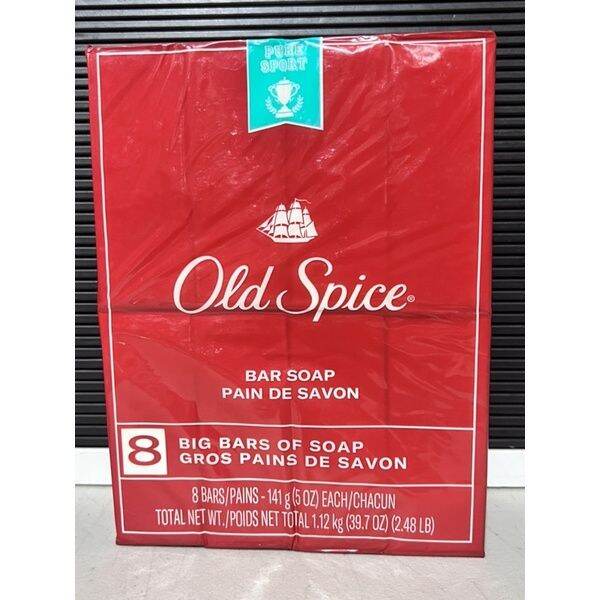 PURE
SPORT
Old Spice®
BAR SOAP
PAIN DE SAVON
8
BIG BARS OF SOAP
GROS PAINS DE SAVON
8 BARS/PAINS - 141 g (5 OZ) EACH/CHACUN
TOTAL NET WT./POIDS NET TOTAL 1.12 kg (39.7 OZ) (2.48 LB)